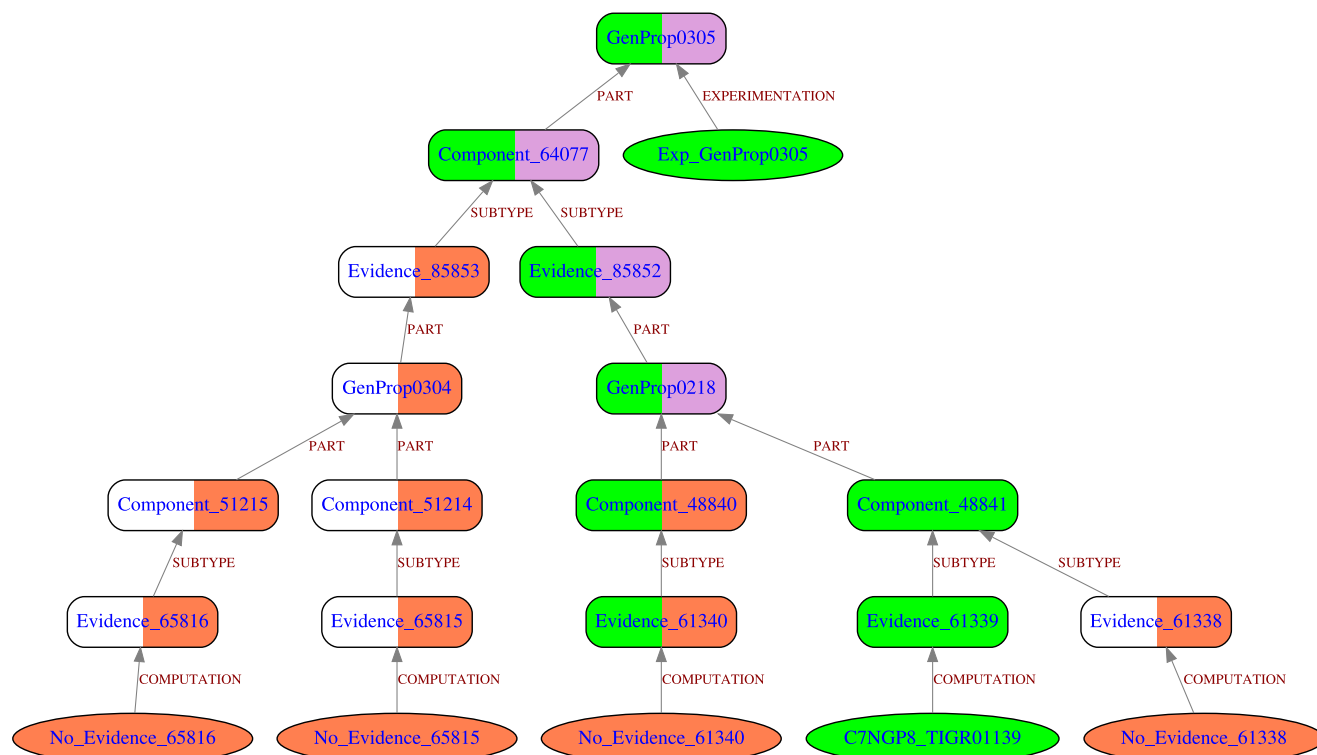 GenProp0305
PART
EXPERIMENTATION
Component_64077
Exp_GenProp0305
SUBTYPE
SUBTYPE
Evidence_85853
Evidence_85852
PART
PART
GenProp0304
GenProp0218
PART
PART
PART
PART
Component_51215
Component_51214
Component_48840
Component_48841
SUBTYPE
SUBTYPE
SUBTYPE
SUBTYPE
SUBTYPE
Evidence_65816
Evidence_65815
Evidence_61340
Evidence_61339
Evidence_61338
COMPUTATION
COMPUTATION
COMPUTATION
COMPUTATION
COMPUTATION
No_Evidence_65816
No_Evidence_65815
No_Evidence_61340
C7NGP8_TIGR01139
No_Evidence_61338